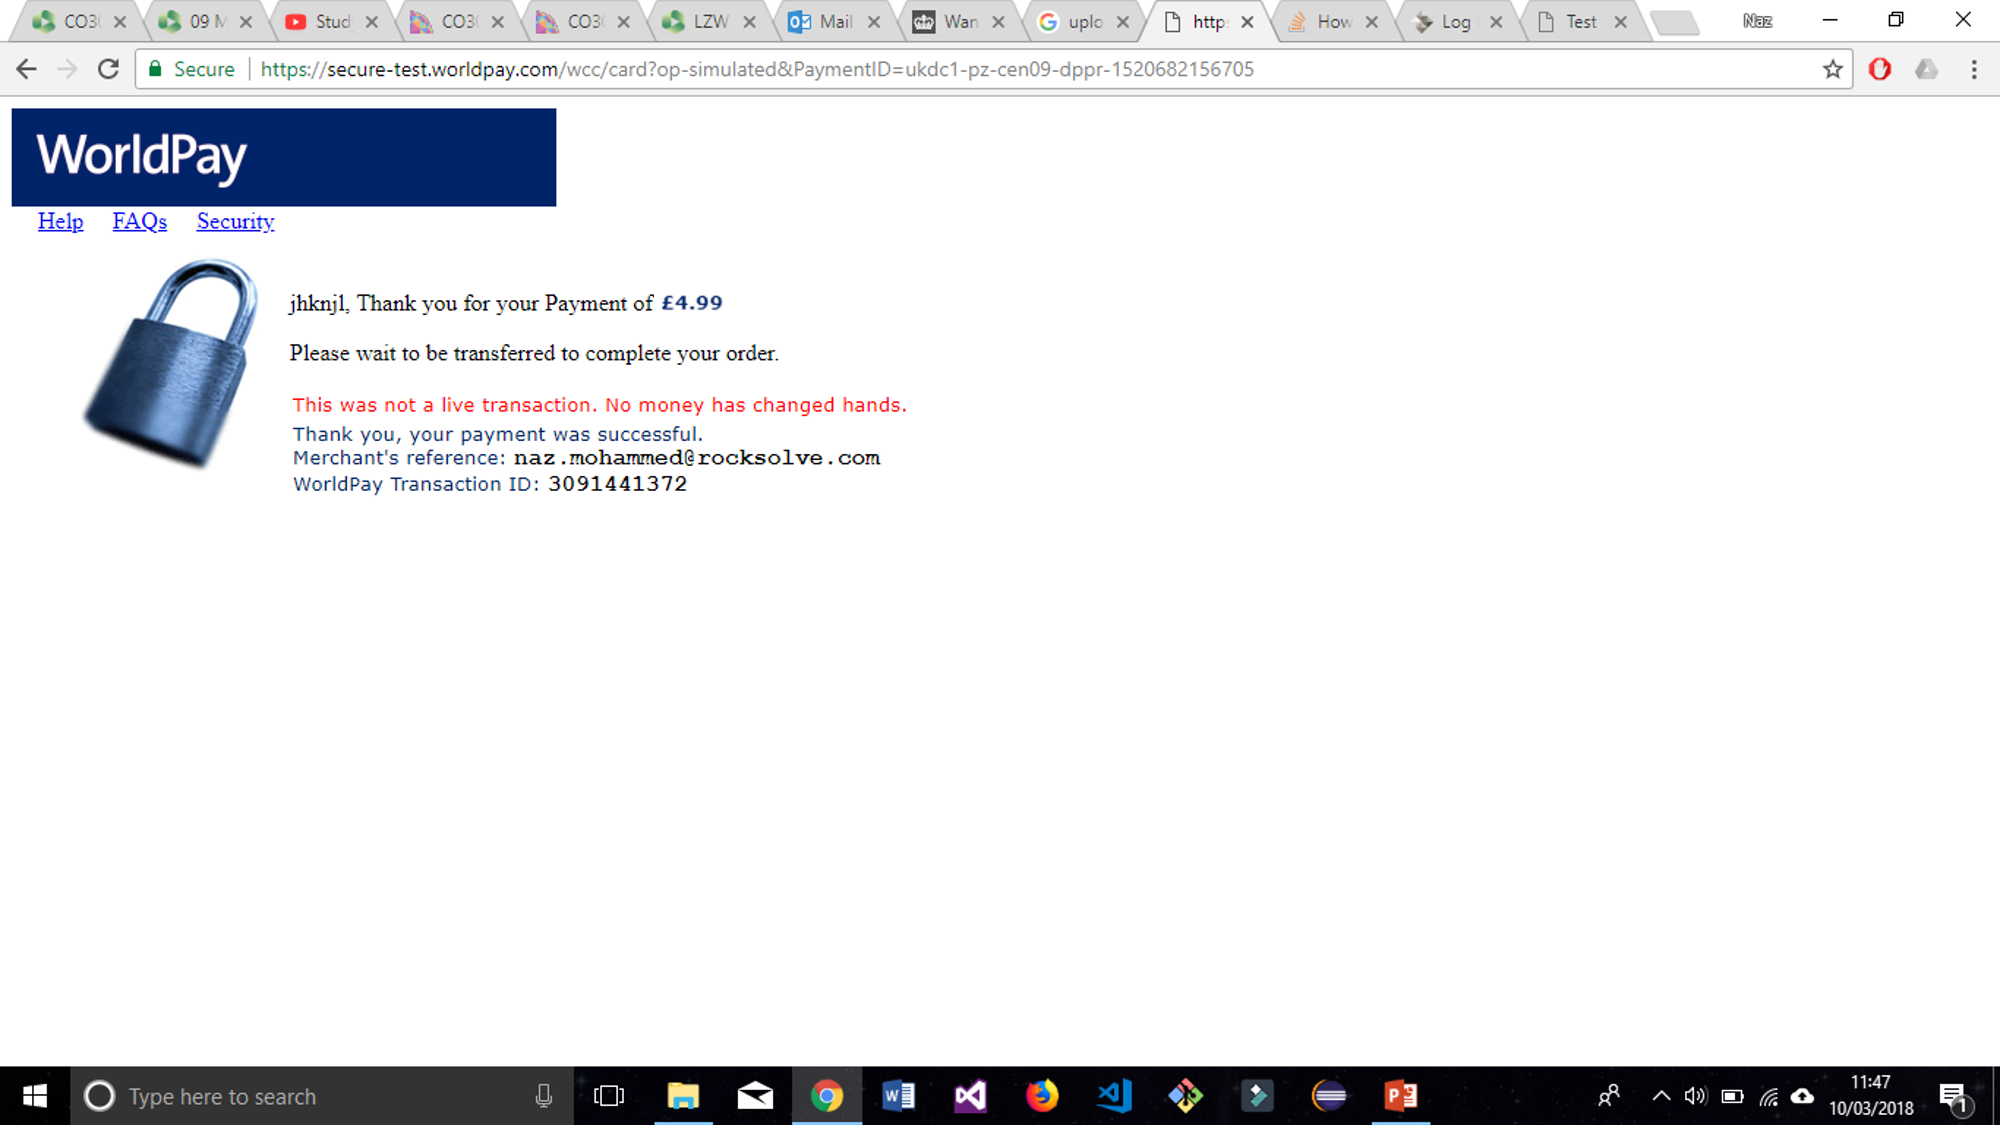 CO30
09 M
Stud
CO30
CO30
LZW
Mail
Wan
uplo
http
How
Log
Test
Naz
Secure
https://secure-test.worldpay.com/wcc/card?op-simulated&PaymentID=ukdc1-pz-cen09-dppr-1520682156705
WorldPay
Help FAQs Security
jhknjl, Thank you for your Payment of £4.99
Please wait to be transferred to complete your order.
This was not a live transaction. No money has changed hands.
Thank you, your payment was successful.
Merchant's reference: naz.mohammed@rocksolve.com
WorldPay Transaction ID: 3091441372
Type here to search
11:47
10/03/2018
1